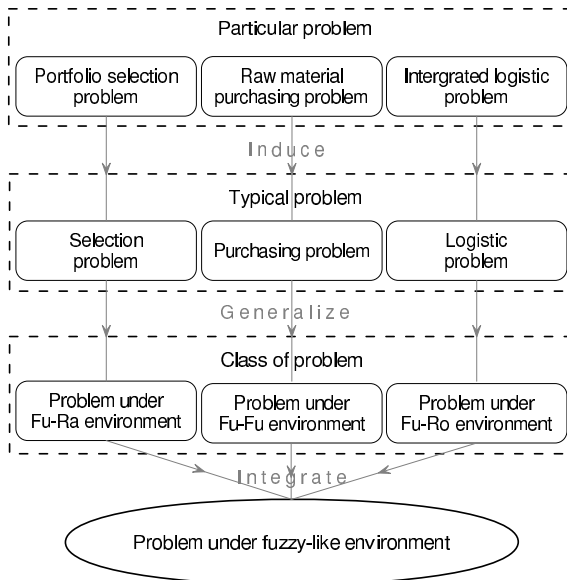 Particular problem
Portfolio selection
problem
Raw material
purchasing problem
Intergrated logistic
problem
Induce
Typical problem
Selection
problem
Purchasing problem
Logistic
problem
Generalize
Class of problem
Problem under
Fu-Ra environment
Problem under
Fu-Fu environment
Problem under
Fu-Ro environment
Integrate
Problem under fuzzy-like environment